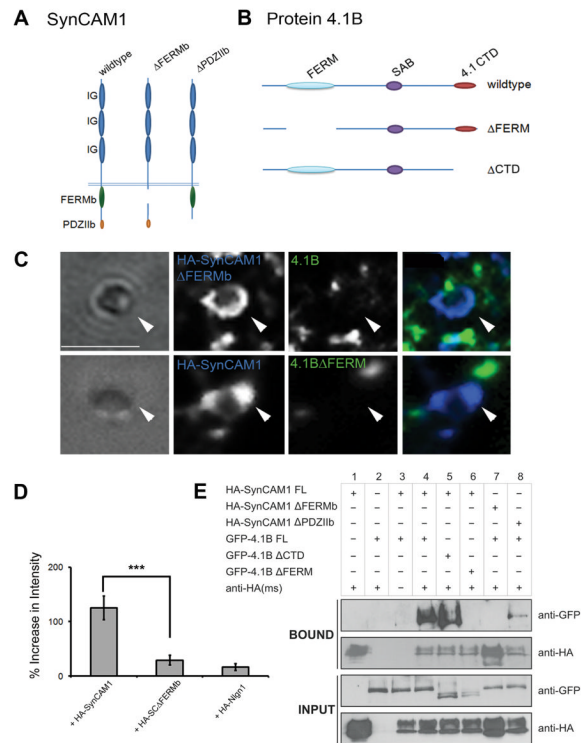 A SynCAM1
wildtype
ΔFERMb
ΔPDZIIb
IG
IG
IG
FERMb
PDZIIb
B Protein 4.1B
FERM
SAB
4.1 CTD
wildtype
ΔFERM
ΔCTD
C
HA-SynCAM1
ΔFERMb
4.1B
HA-SynCAM1
4.1BΔFERM
D
% Increase in Intensity
200
100
0
***
+ HA-SynCAM1
+ HA-SCΔFERMb
+ HA-Nlgn1
E
1 2 3 4 5 6 7 8
HA-SynCAM1 FL + – + + + + – –
HA-SynCAM1 ΔFERMb – – – – – – + –
HA-SynCAM1 ΔPDZIIb – – – – – – – +
GFP-4.1B FL – + + + – – + +
GFP-4.1B ΔCTD – – – – + – – –
GFP-4.1B ΔFERM – – – – – + – –
anti-HA(ms) + + – + + + + +
BOUND
anti-GFP
anti-HA
INPUT
anti-GFP
anti-HA